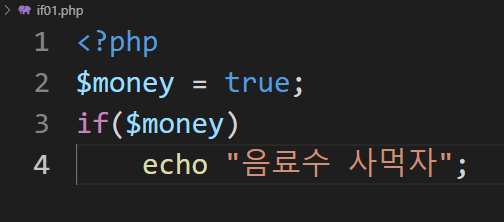 > if01.php
1 <?php
2 $money = true;
3 if($money)
4 echo "음료수 사먹자";